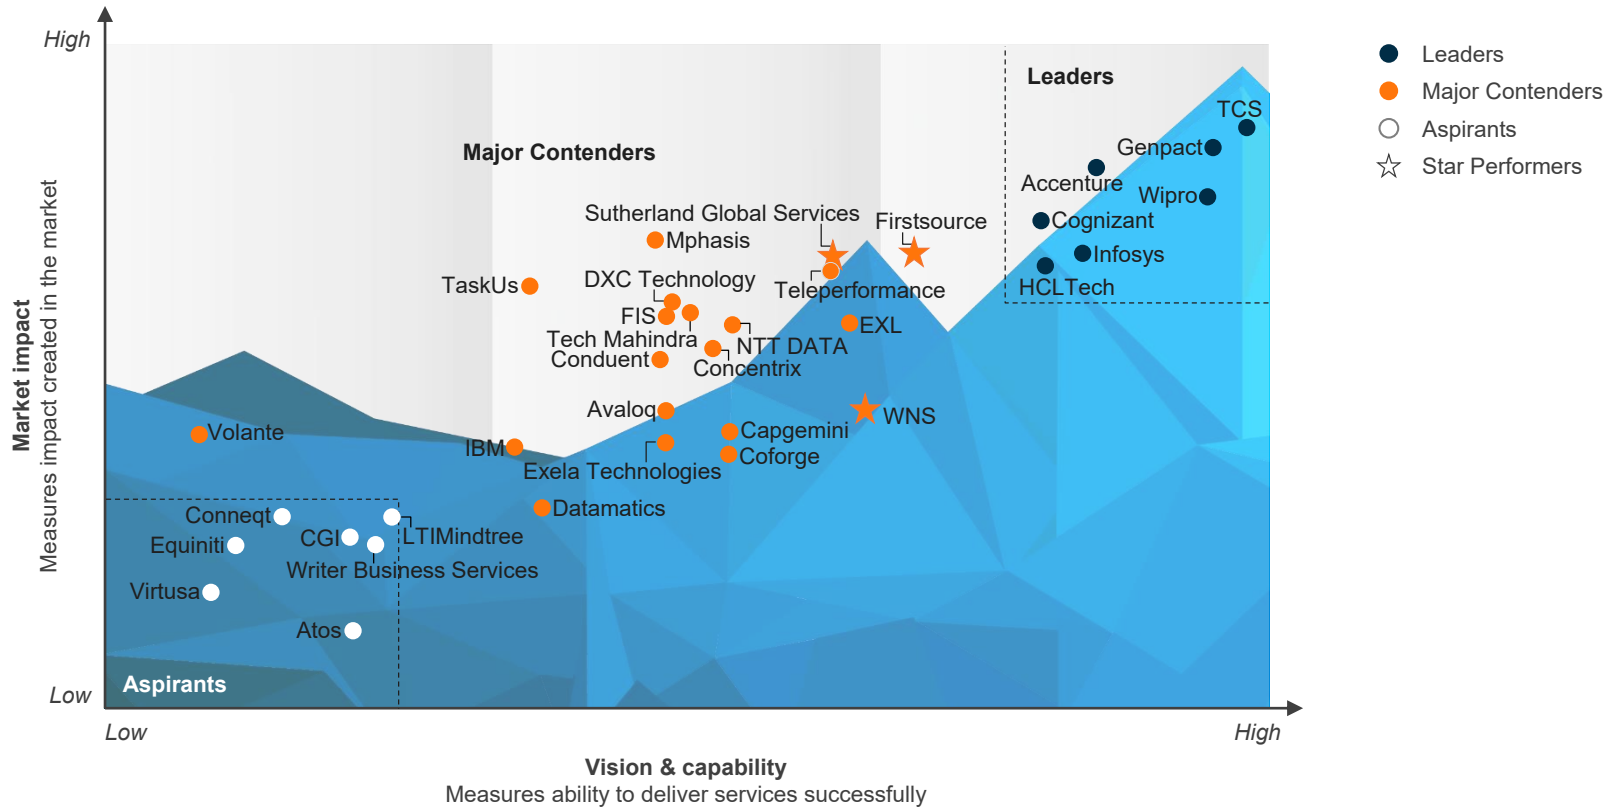 High
Leaders
Major Contenders
Aspirants
Star Performers
Leaders
TCS
Genpact
Accenture
Wipro
Cognizant
Infosys
HCLTech
Major Contenders
Sutherland Global Services
Firstsource
Mphasis
TaskUs
DXC Technology
Teleperformance
FIS
Tech Mahindra
NTT DATA
EXL
Conduent
Concentrix
Avaloq
WNS
Volante
IBM
Capgemini
Exela Technologies
Coforge
Datamatics
Conneqt
CGI
LTIMindtree
Equiniti
Writer Business Services
Virtusa
Atos
Aspirants
Market impact
Measures impact created in the market
Low
Low
High
Vision & capability
Measures ability to deliver services successfully